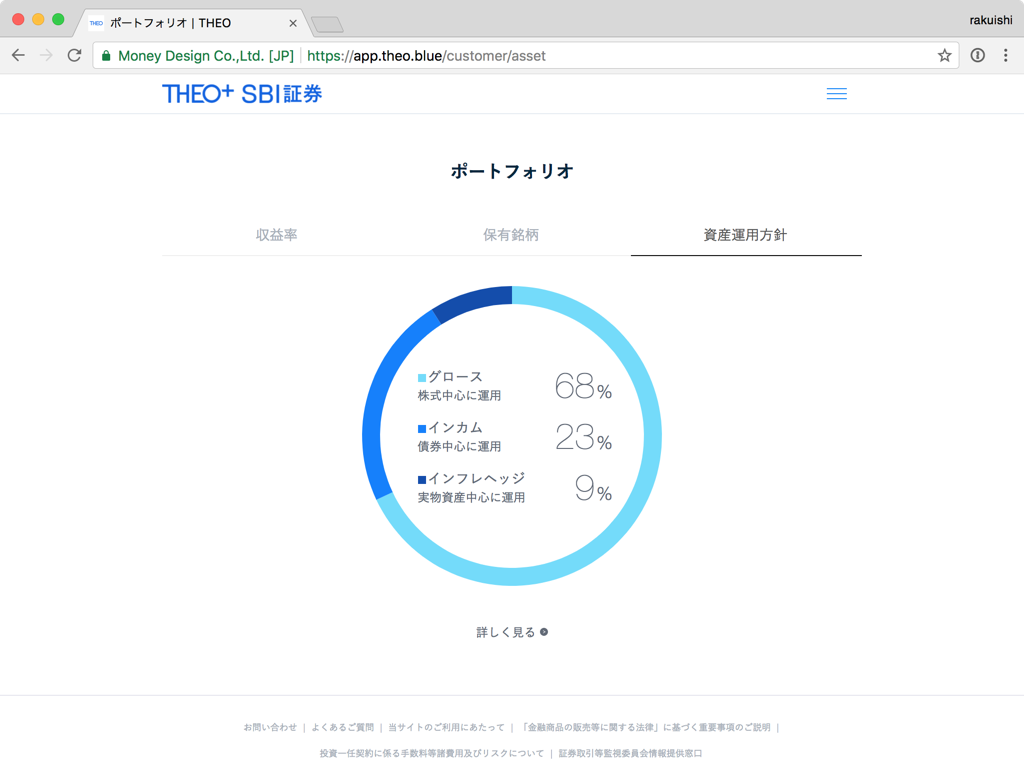 THEO ポートフォリオ | THEO
rakuishi
Money Design Co.,Ltd. [JP] https://app.theo.blue/customer/asset
THEO+ SBI証券
ポートフォリオ
収益率 保有銘柄 資産運用方針
グロース 68%
株式中心に運用
インカム 23%
債券中心に運用
インフレヘッジ 9%
実物資産中心に運用
詳しく見る
お問い合わせ | よくあるご質問 | 当サイトのご利用にあたって | 「金融商品の販売等に関する法律」に基づく重要事項のご説明 |
投資一任契約に係る手数料等諸費用及びリスクについて | 証券取引等監視委員会情報提供窓口